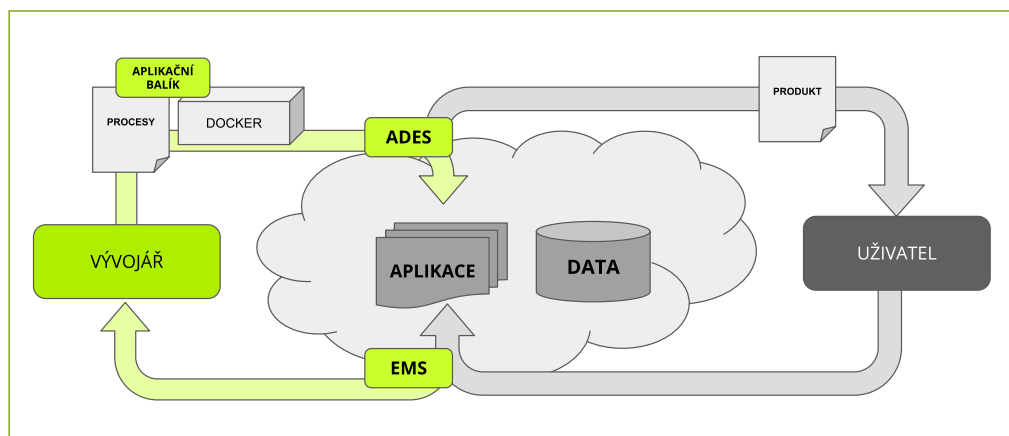 APLIKAČNÍ
BALÍK
PROCESY
DOCKER
ADES
PRODUKT
VÝVOJÁŘ
APLIKACE
DATA
UŽIVATEL
EMS